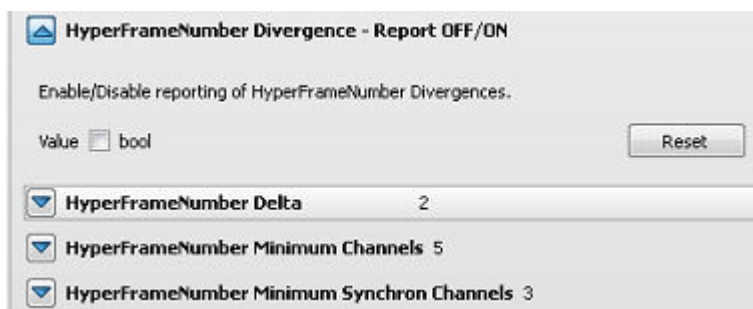 HyperFrameNumber Divergence - Report OFF/ON
Enable/Disable reporting of HyperFrameNumber Divergences.
Value bool Reset
HyperFrameNumber Delta 2
HyperFrameNumber Minimum Channels 5
HyperFrameNumber Minimum Synchron Channels 3